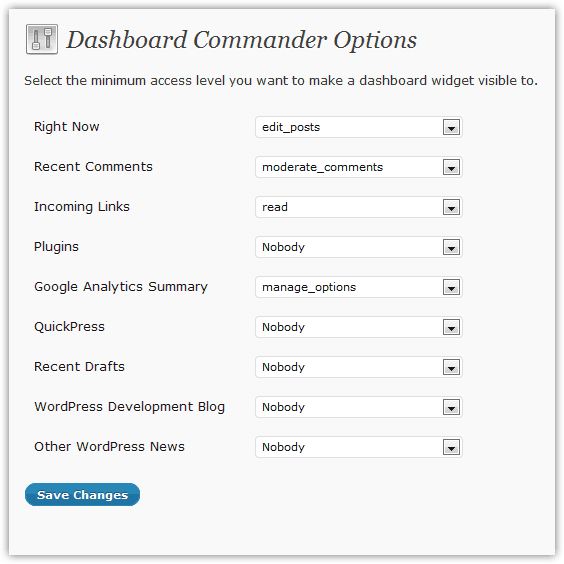 Dashboard Commander Options
Select the minimum access level you want to make a dashboard widget visible to.
Right Now edit_posts
Recent Comments moderate_comments
Incoming Links read
Plugins Nobody
Google Analytics Summary manage_options
QuickPress Nobody
Recent Drafts Nobody
WordPress Development Blog Nobody
Other WordPress News Nobody
Save Changes